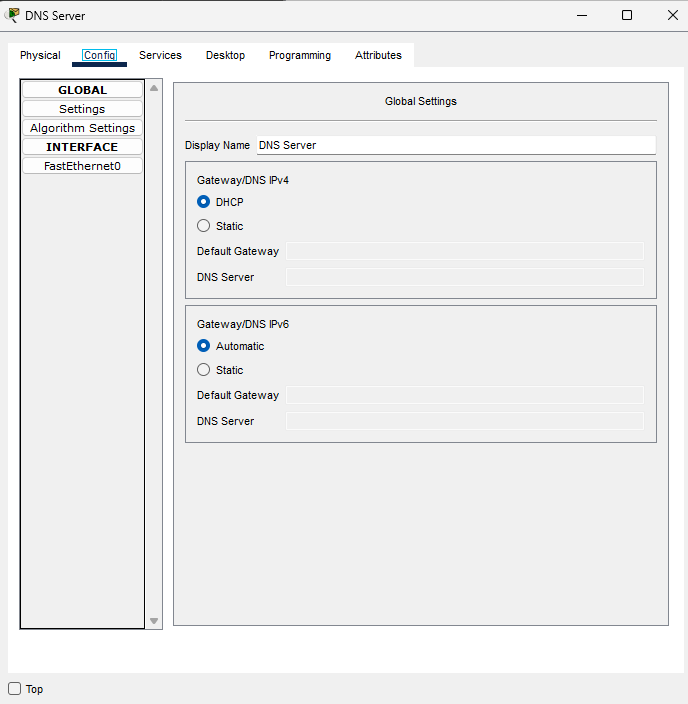 DNS Server
Physical Config Services Desktop Programming Attributes
GLOBAL
Settings
Algorithm Settings
INTERFACE
FastEthernet0
Global Settings
Display Name DNS Server
Gateway/DNS IPv4
DHCP
Static
Default Gateway
DNS Server
Gateway/DNS IPv6
Automatic
Static
Default Gateway
DNS Server
Top